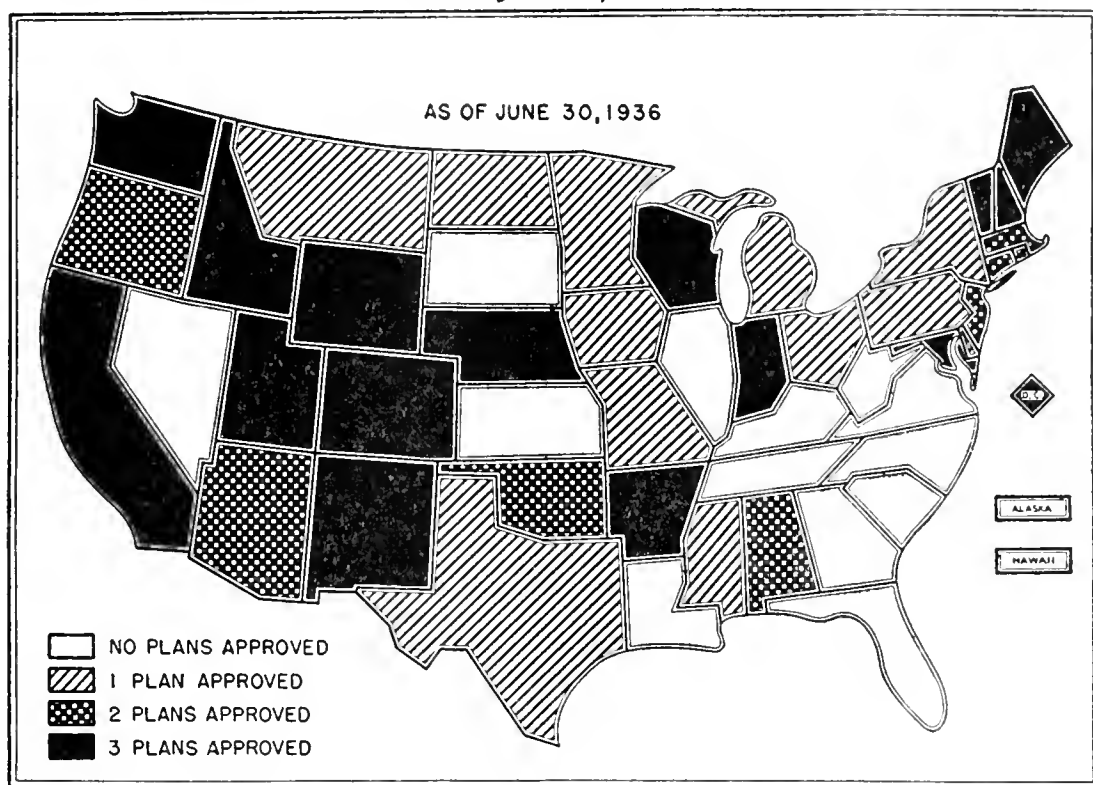 AS OF JUNE 30, 1936
D.C.
ALASKA
HAWAII
NO PLANS APPROVED
1 PLAN APPROVED
2 PLANS APPROVED
3 PLANS APPROVED